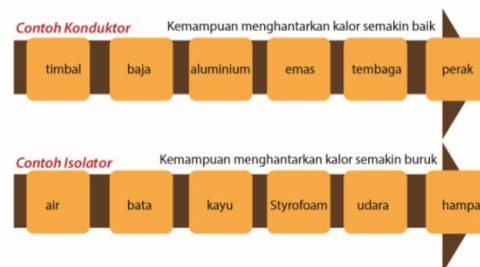 Contoh Konduktor Kemampuan menghantarkan kalor semakin baik
timbal baja aluminium emas tembaga perak
Contoh Isolator Kemampuan menghantarkan kalor semakin buruk
air bata kayu Styrofoam udara hampa